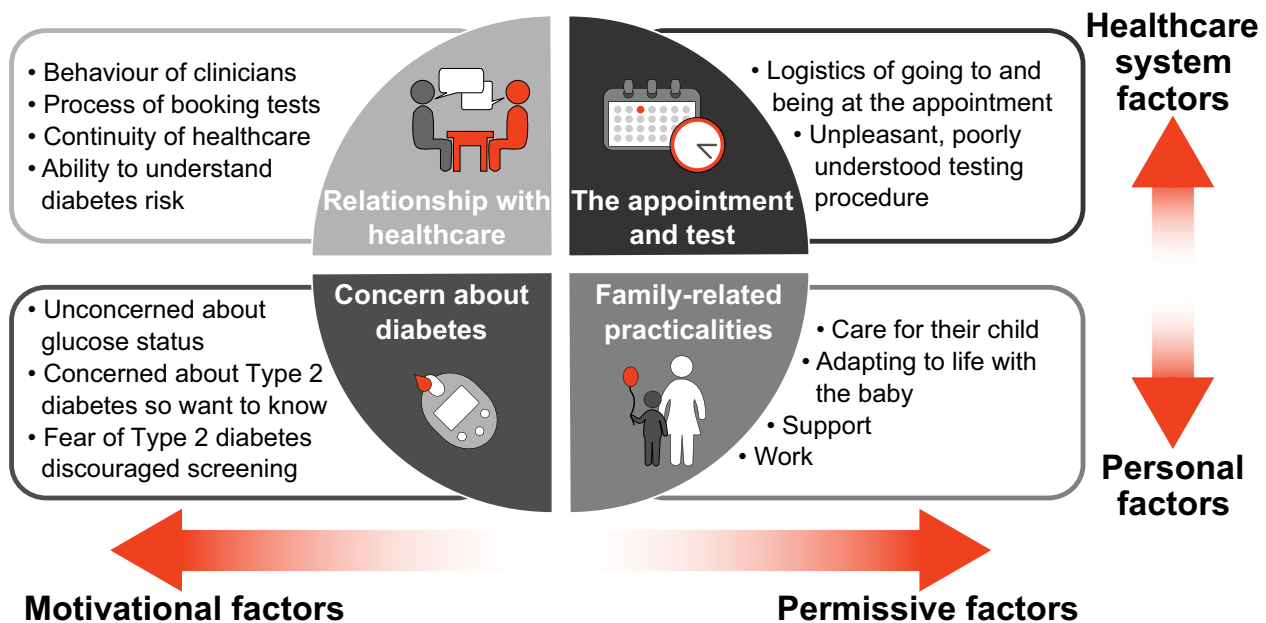 • Behaviour of clinicians
• Process of booking tests
• Continuity of healthcare
• Ability to understand
diabetes risk
Relationship with
healthcare
The appointment
and test
• Logistics of going to and
being at the appointment
• Unpleasant, poorly
understood testing
procedure
Healthcare
system
factors
• Unconcerned about
glucose status
• Concerned about Type 2
diabetes so want to know
• Fear of Type 2 diabetes
discouraged screening
Concern about
diabetes
Family-related
practicalities
• Care for their child
• Adapting to life with
the baby
• Support
• Work
Personal
factors
Motivational factors
Permissive factors